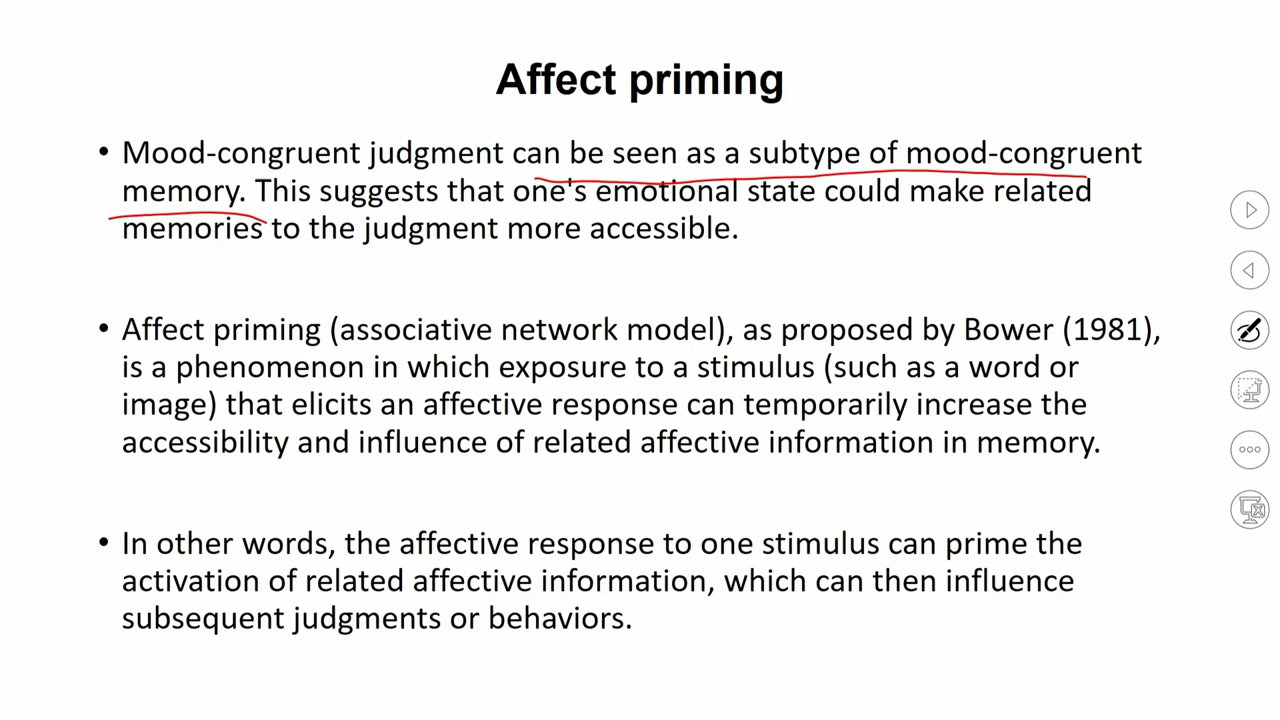 Affect priming
• Mood-congruent judgment can be seen as a subtype of mood-congruent
memory. This suggests that one's emotional state could make related
memories to the judgment more accessible.
• Affect priming (associative network model), as proposed by Bower (1981),
is a phenomenon in which exposure to a stimulus (such as a word or
image) that elicits an affective response can temporarily increase the
accessibility and influence of related affective information in memory.
• In other words, the affective response to one stimulus can prime the
activation of related affective information, which can then influence
subsequent judgments or behaviors.